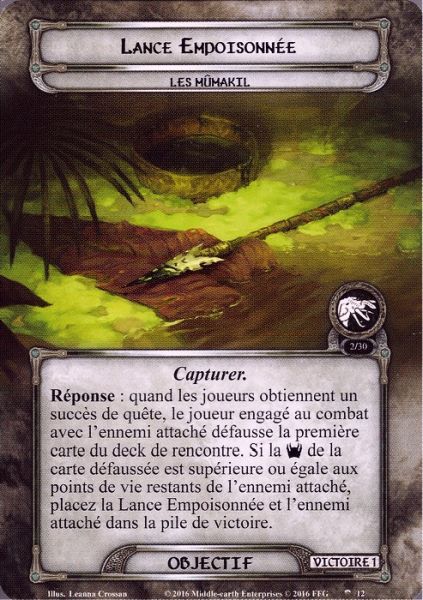 Lance Empoisonnée
Les Mûmakil
2/30
Capturer.
Réponse : quand les joueurs obtiennent un
succès de quête, le joueur engagé au combat
avec l'ennemi attaché défausse la première
carte du deck de rencontre. Si la
de
la carte défaussée est supérieure ou égale aux
points de vie restants de l'ennemi attaché,
placez la Lance Empoisonnée et l'ennemi
attaché dans la pile de victoire.
Objectif
Victoire 1
Illus. Leanna Crossan
© 2016 Middle-earth Enterprises © 2016 FFG
12